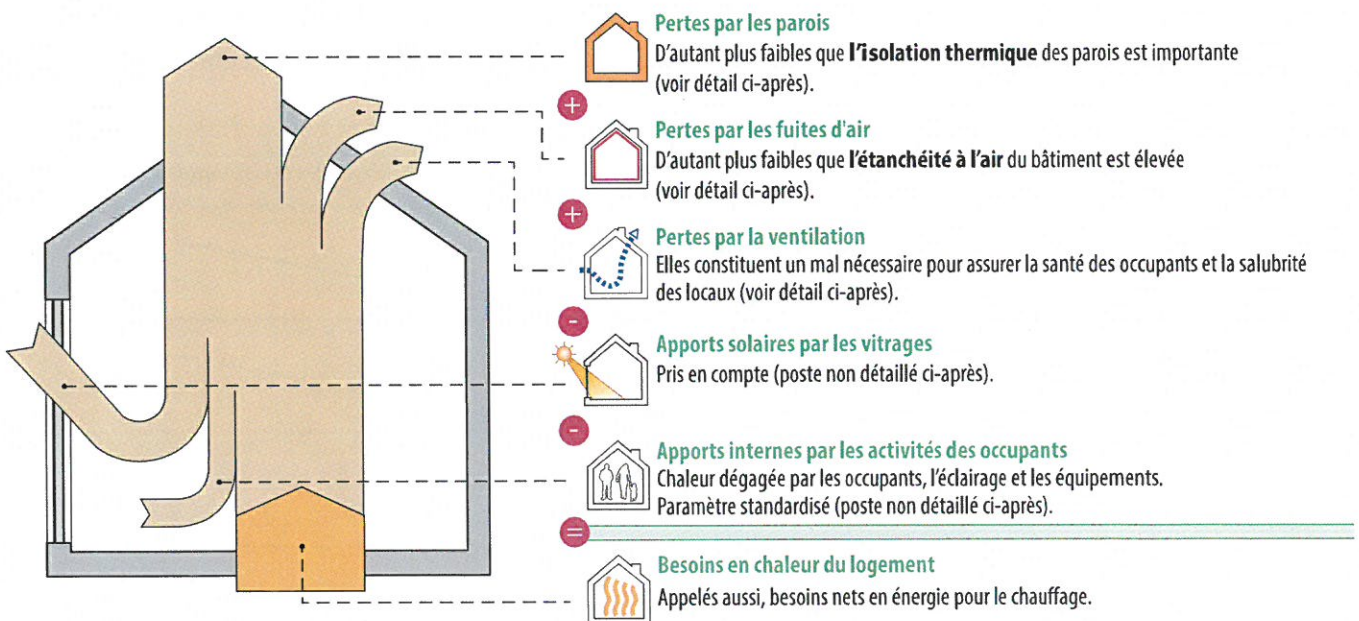 Pertes par les parois
D'autant plus faibles que l'isolation thermique des parois est importante
(voir détail ci-après).
+
Pertes par les fuites d'air
D'autant plus faibles que l'étanchéité à l'air du bâtiment est élevée
(voir détail ci-après).
+
Pertes par la ventilation
Elles constituent un mal nécessaire pour assurer la santé des occupants et la salubrité
des locaux (voir détail ci-après).
-
Apports solaires par les vitrages
Pris en compte (poste non détaillé ci-après).
-
Apports internes par les activités des occupants
Chaleur dégagée par les occupants, l'éclairage et les équipements.
Paramètre standardisé (poste non détaillé ci-après).
=
Besoins en chaleur du logement
Appelés aussi, besoins nets en énergie pour le chauffage.